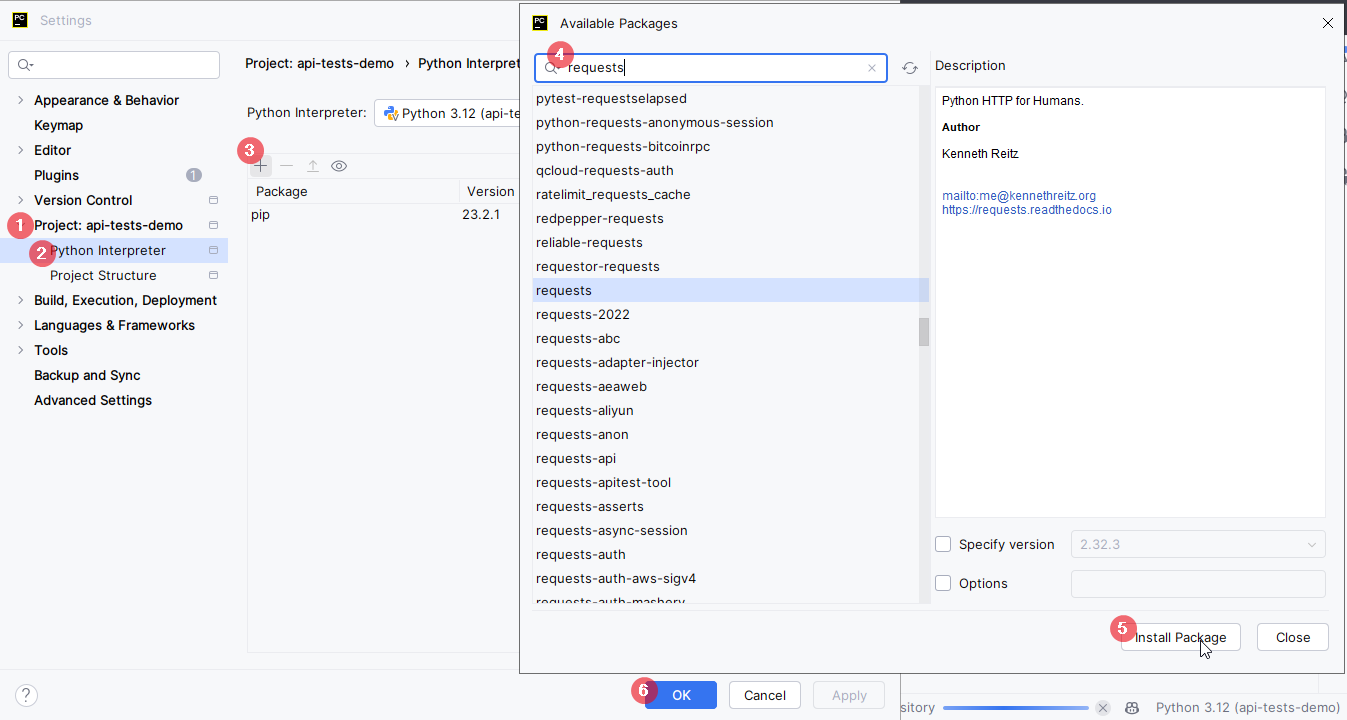 PC Settings
Appearance & Behavior
Keymap
Editor
Plugins 1
Version Control
1 Project: api-tests-demo
2 Python Interpreter
Project Structure
Build, Execution, Deployment
Languages & Frameworks
Tools
Backup and Sync
Advanced Settings
?
Project: api-tests-demo › Python Interpret
Python Interpreter: Python 3.12 (api-te
3
Package Version
pip 23.2.1
6 OK Cancel Apply
PC Available Packages
4 requests
pytest-requestselapsed
python-requests-anonymous-session
python-requests-bitcoinrpc
qcloud-requests-auth
ratelimit_requests_cache
redpepper-requests
reliable-requests
requestor-requests
requests
requests-2022
requests-abc
requests-adapter-injector
requests-aeaweb
requests-aliyun
requests-anon
requests-api
requests-apitest-tool
requests-asserts
requests-async-session
requests-auth
requests-auth-aws-sigv4
requests-auth-mashery
Description
Python HTTP for Humans.
Author
Kenneth Reitz
mailto:me@kennethreitz.org
https://requests.readthedocs.io
Specify version 2.32.3
Options
5 Install Package Close
sitory Python 3.12 (api-tests-demo)